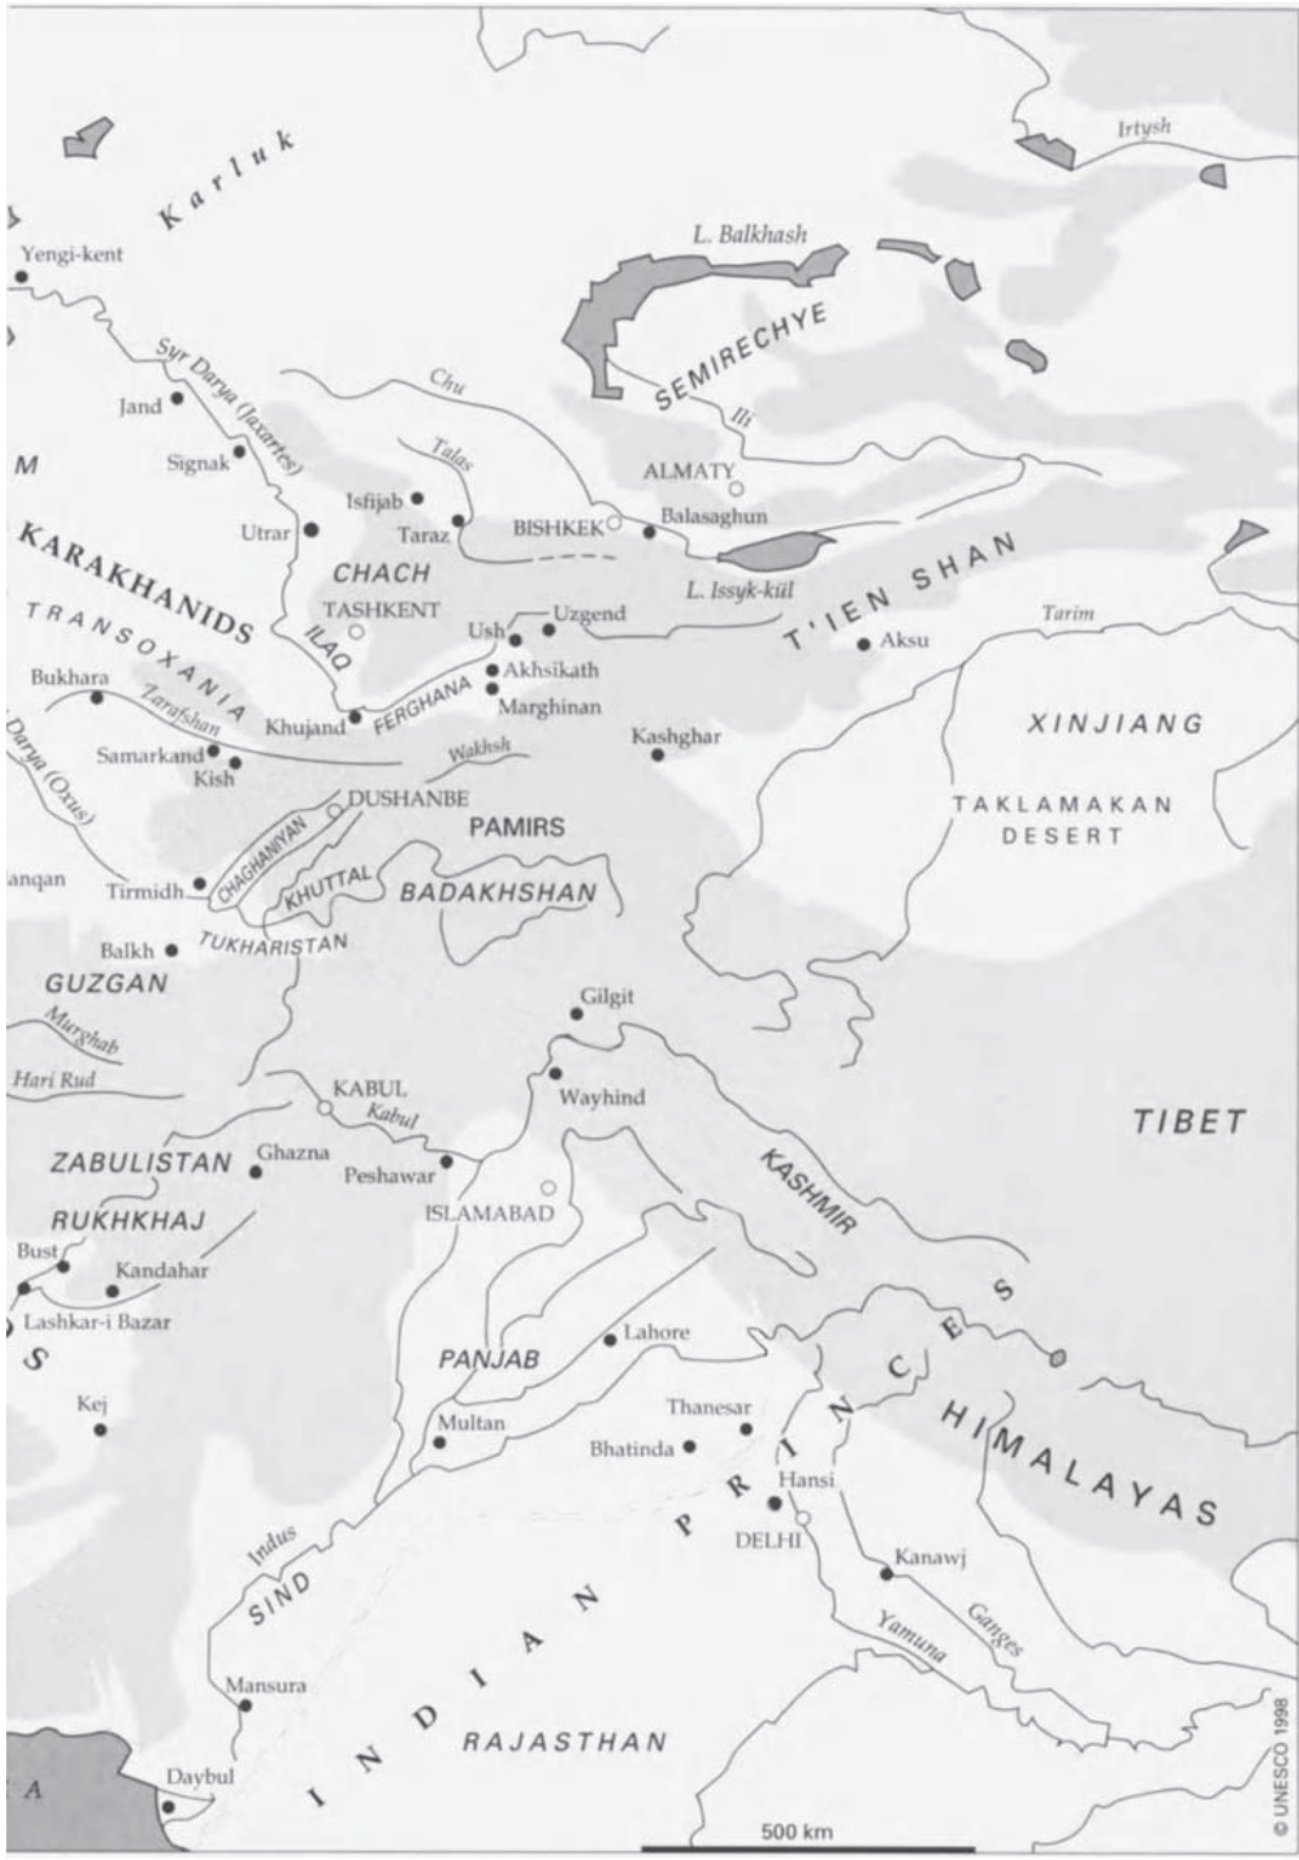 Irtysh
Karluk
L. Balkhash
Yengi-kent
SEMIRECHYE
Syr Darya (Jaxartes)
Chu
Jand
Ili
Talas
Signak
M
ALMATY
Isfijab
Balasaghun
Utrar
Taraz
BISHKEK
KARAKHANIDS
CHACH
T'IEN SHAN
L. Issyk-kül
TRANSOXANIA
TASHKENT
Uzgend
Tarim
Ush
ILAQ
Aksu
Bukhara
Akhsikath
Zarafshan
FERGHANA
Marghinan
XINJIANG
Khujand
Kashghar
Darya (Oxus)
Samarkand
Wakhsh
Kish
DUSHANBE
TAKLAMAKAN
DESERT
PAMIRS
CHAGHANIYAN
anqan
Tirmidh
KHUTTAL
BADAKHSHAN
Balkh
TUKHARISTAN
GUZGAN
Gilgit
Murghab
Hari Rud
KABUL
Kabul
Wayhind
TIBET
ZABULISTAN
Ghazna
Peshawar
KASHMIR
ISLAMABAD
RUKHKHAJ
Bust
Kandahar
Lashkar-i Bazar
S
Lahore
PANJAB
Kej
Multan
Thanesar
Bhatinda
HIMALAYAS
Hansi
DELHI
Indus
Kanawj
SIND
Ganges
Yamuna
INDIAN PRINCES
Mansura
RAJASTHAN
Daybul
A
500 km
© UNESCO 1998